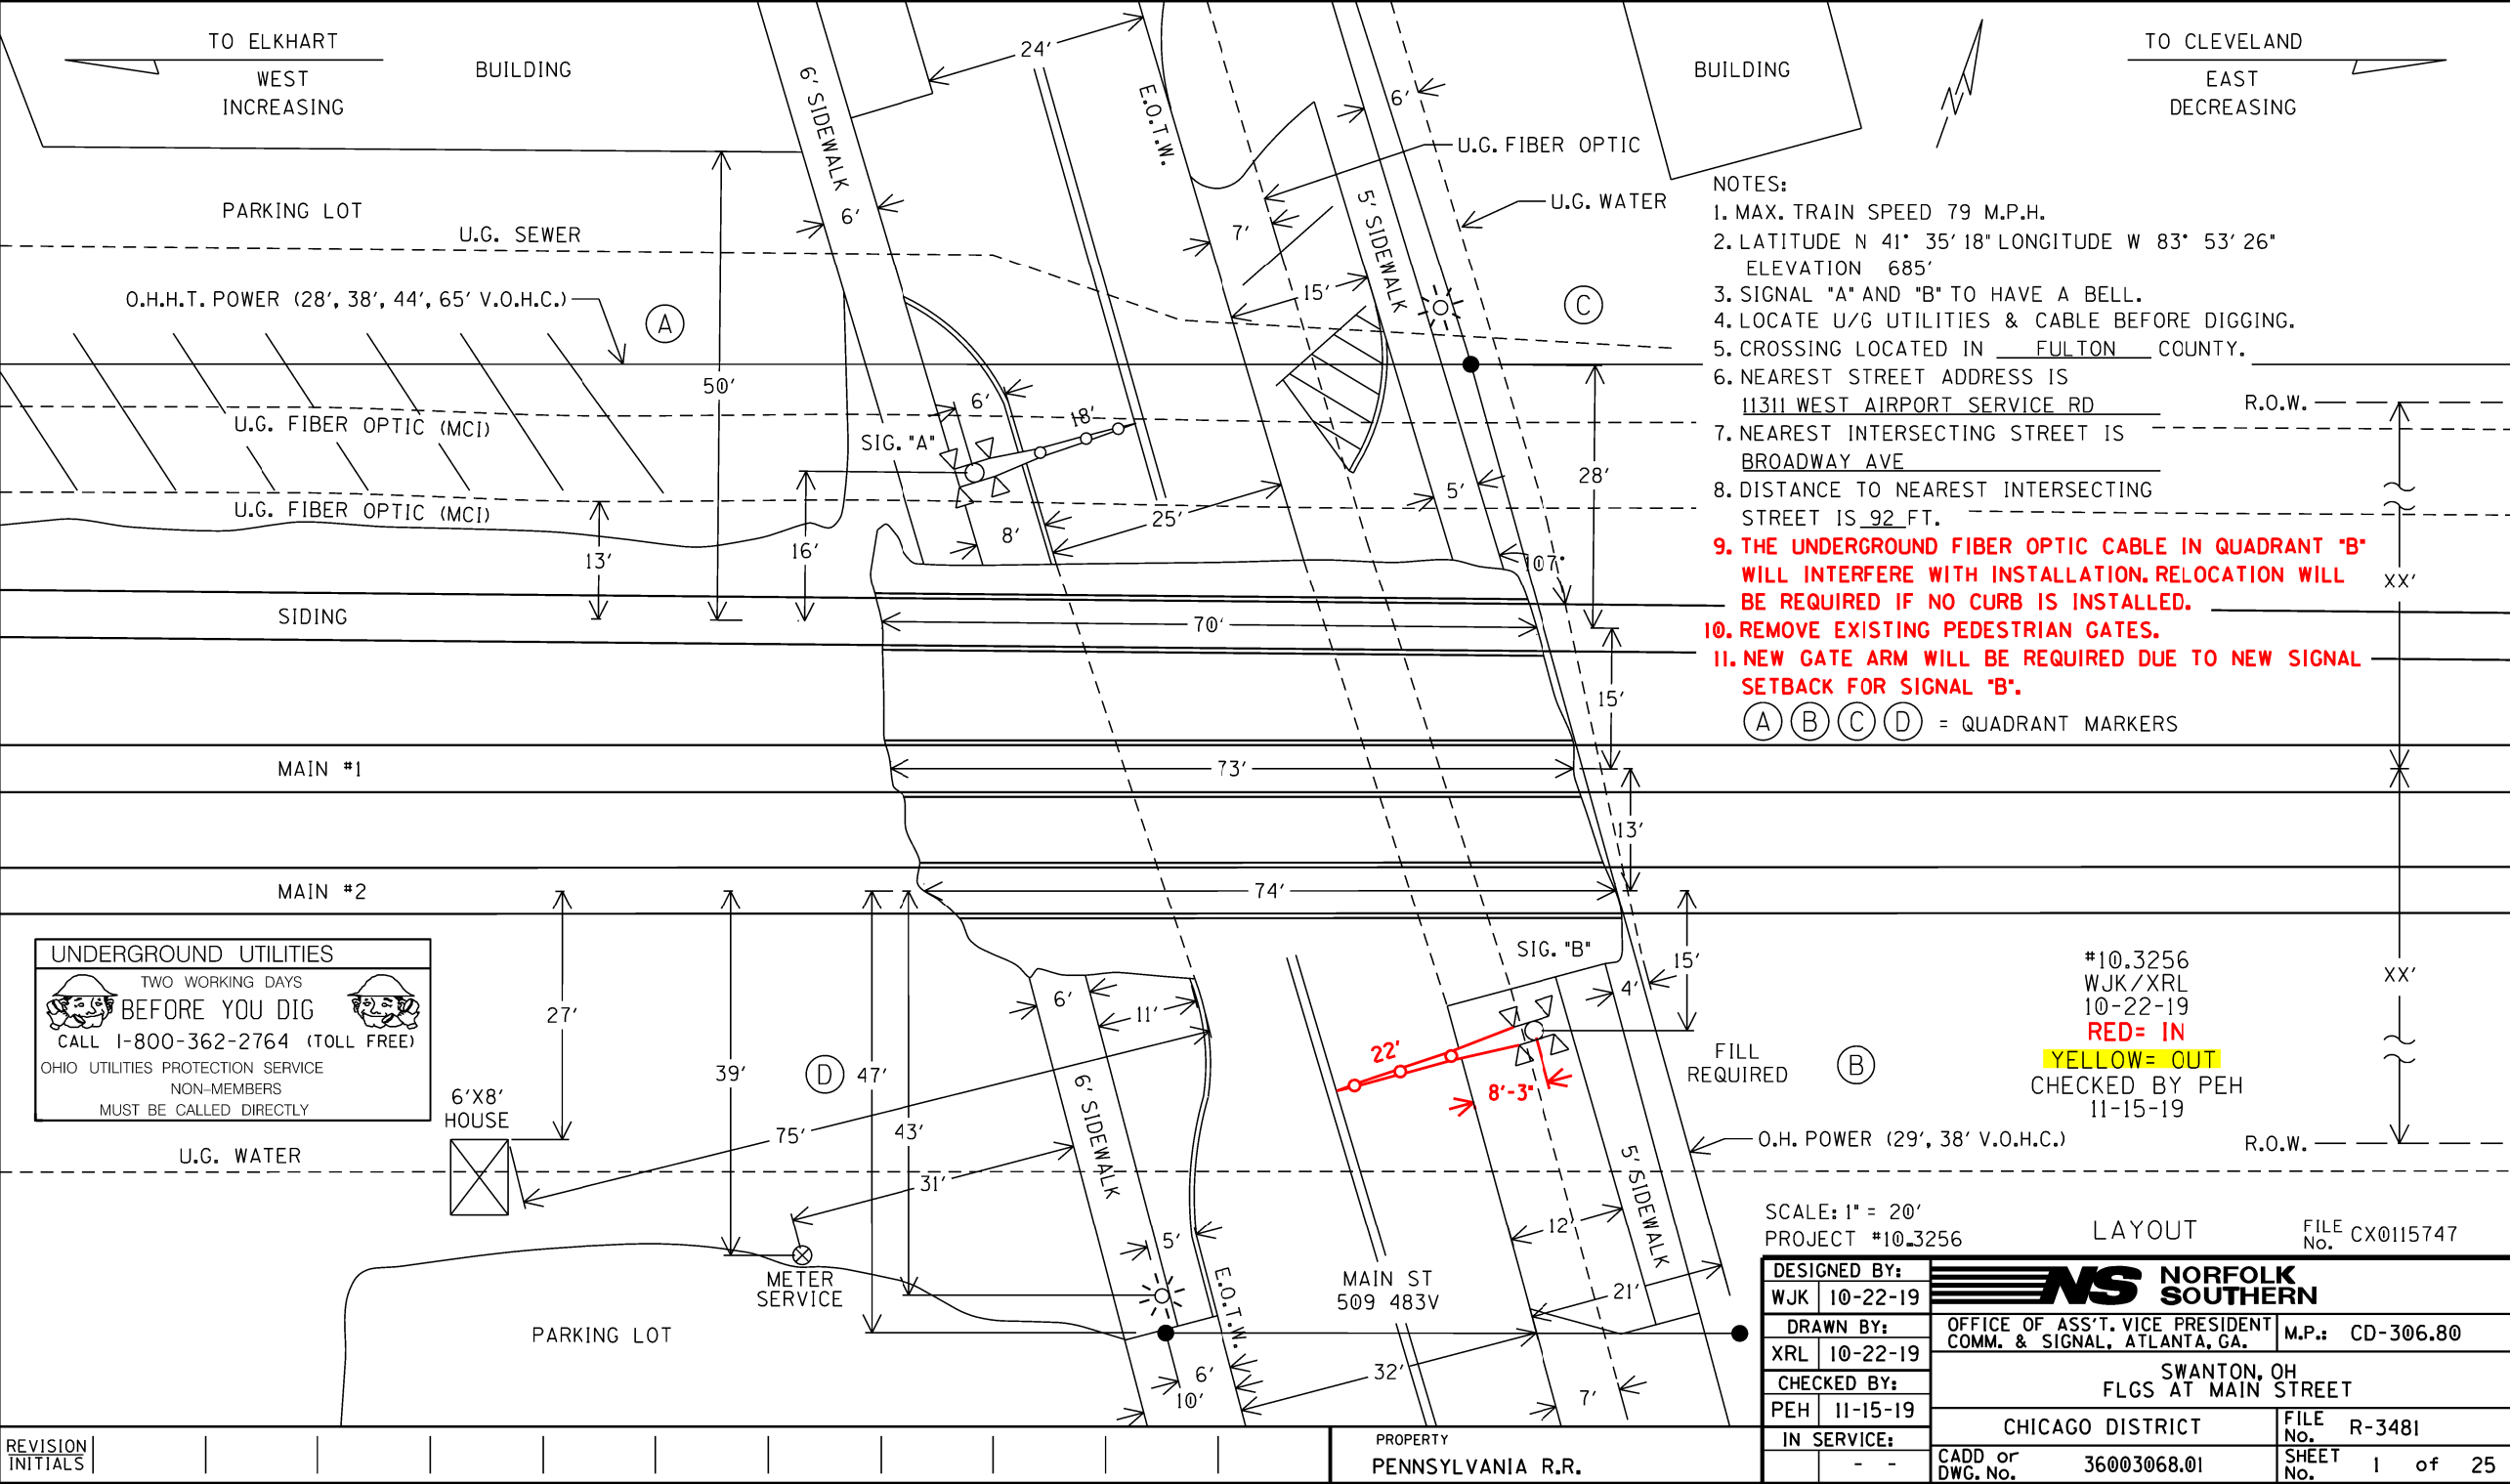 TO ELKHART
WEST
INCREASING
BUILDING
6' SIDEWALK
24'
E.O.T.W.
6'
BUILDING
TO CLEVELAND
EAST
DECREASING
N
U.G. FIBER OPTIC
U.G. WATER
PARKING LOT
U.G. SEWER
6'
7'
5' SIDEWALK
O.H.H.T. POWER (28', 38', 44', 65' V.O.H.C.)
A
15'
C
50'
6'
18'
U.G. FIBER OPTIC (MCI)
SIG. "A"
28'
5'
U.G. FIBER OPTIC (MCI)
25'
8'
13'
16'
107°
SIDING
70'
15'
MAIN #1
73'
13'
MAIN #2
74'
NOTES:
1. MAX. TRAIN SPEED 79 M.P.H.
2. LATITUDE N 41° 35' 18" LONGITUDE W 83° 53' 26"
ELEVATION 685'
3. SIGNAL "A" AND "B" TO HAVE A BELL.
4. LOCATE U/G UTILITIES & CABLE BEFORE DIGGING.
5. CROSSING LOCATED IN FULTON COUNTY.
6. NEAREST STREET ADDRESS IS
11311 WEST AIRPORT SERVICE RD
7. NEAREST INTERSECTING STREET IS
BROADWAY AVE
8. DISTANCE TO NEAREST INTERSECTING
STREET IS 92 FT.
9. THE UNDERGROUND FIBER OPTIC CABLE IN QUADRANT "B"
WILL INTERFERE WITH INSTALLATION. RELOCATION WILL
BE REQUIRED IF NO CURB IS INSTALLED.
10. REMOVE EXISTING PEDESTRIAN GATES.
11. NEW GATE ARM WILL BE REQUIRED DUE TO NEW SIGNAL
SETBACK FOR SIGNAL "B".
A B C D = QUADRANT MARKERS
R.O.W.
XX'
XX'
R.O.W.
UNDERGROUND UTILITIES
TWO WORKING DAYS
BEFORE YOU DIG
CALL 1-800-362-2764 (TOLL FREE)
OHIO UTILITIES PROTECTION SERVICE
NON-MEMBERS
MUST BE CALLED DIRECTLY
27'
39'
D
47'
43'
6'X8'
HOUSE
75'
31'
U.G. WATER
METER
SERVICE
PARKING LOT
6'
11'
6' SIDEWALK
5'
E.O.T.W.
6'
10'
SIG. "B"
15'
4'
22'
8'-3"
FILL
REQUIRED
B
O.H. POWER (29', 38' V.O.H.C.)
5' SIDEWALK
12'
21'
MAIN ST
509 483V
32'
7'
#10.3256
WJK/XRL
10-22-19
RED= IN
YELLOW= OUT
CHECKED BY PEH
11-15-19
SCALE: 1" = 20'
PROJECT #10.3256
LAYOUT
FILE No. CX0115747
DESIGNED BY:
WJK 10-22-19
DRAWN BY:
XRL 10-22-19
CHECKED BY:
PEH 11-15-19
IN SERVICE:
- -
NS NORFOLK
SOUTHERN
OFFICE OF ASS'T. VICE PRESIDENT
COMM. & SIGNAL, ATLANTA, GA.
M.P.: CD-306.80
SWANTON, OH
FLGS AT MAIN STREET
CHICAGO DISTRICT
FILE No. R-3481
CADD or DWG. No. 36003068.01
SHEET No. 1 of 25
REVISION
INITIALS
PROPERTY
PENNSYLVANIA R.R.